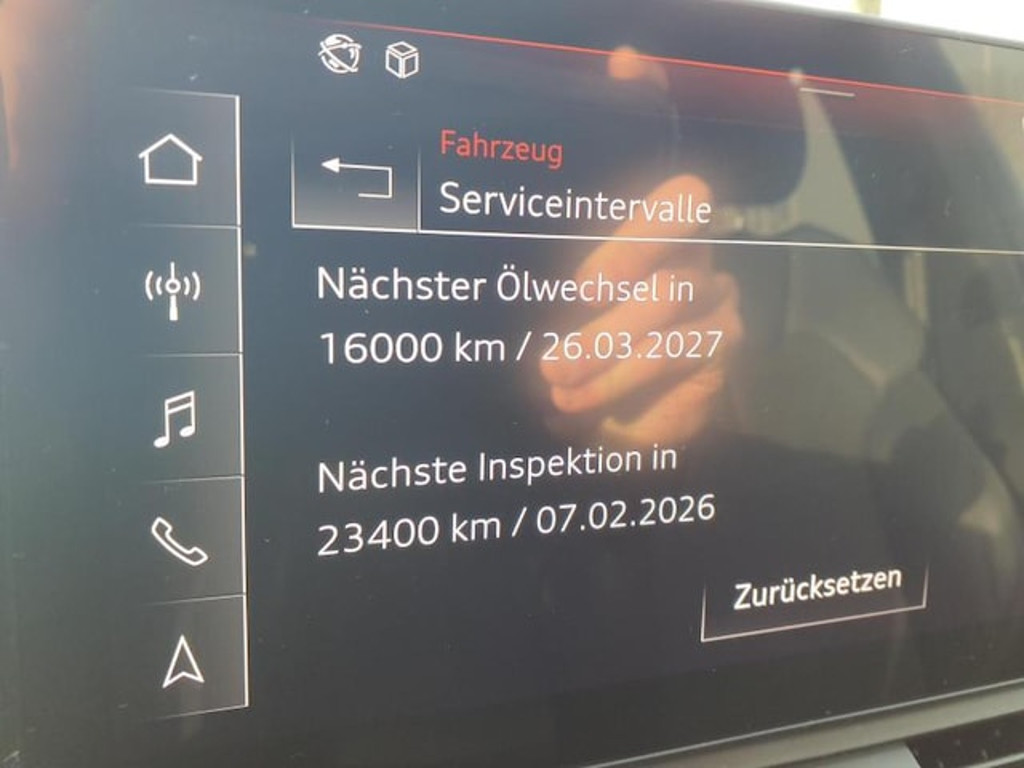 Fahrzeug
Serviceintervalle
Nächster Ölwechsel in
16000 km / 26.03.2027
Nächste Inspektion in
23400 km / 07.02.2026
Zurücksetzen